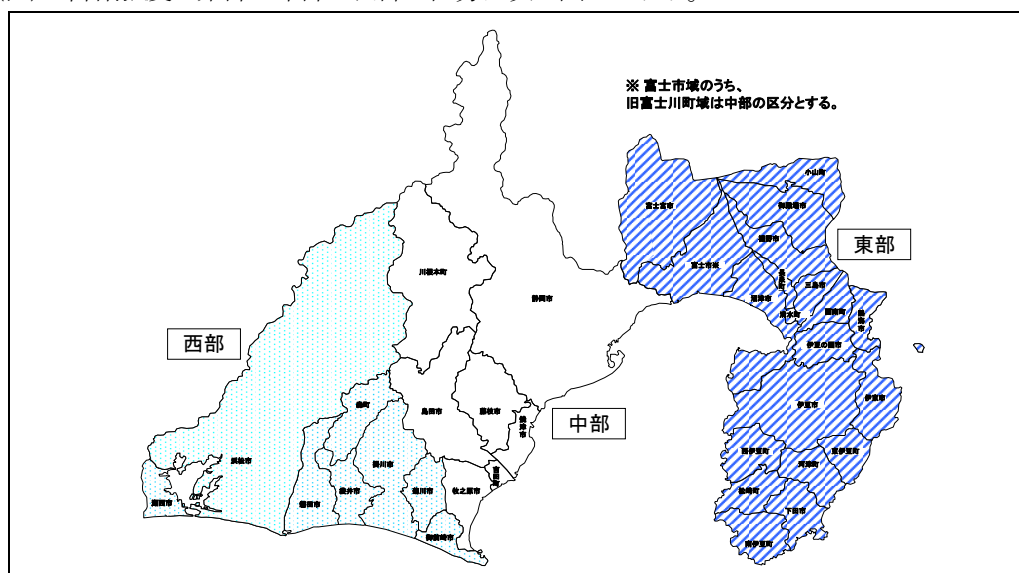 ※ 富士市域のうち、
旧富士川町域は中部の区分とする。
小山町
富士宮市
御殿場市
裾野市
東部
富士市※
川根本町
長泉町
三島市
沼津市
静岡市
熱海市
函南町
清水町
西部
伊豆の国市
森町
島田市
藤枝市
焼津市
中部
伊豆市
伊東市
浜松市
掛川市
西伊豆町
東伊豆町
河津町
吉田町
菊川市
牧之原市
湖西市
磐田市
袋井市
松崎町
下田市
御前崎市
南伊豆町